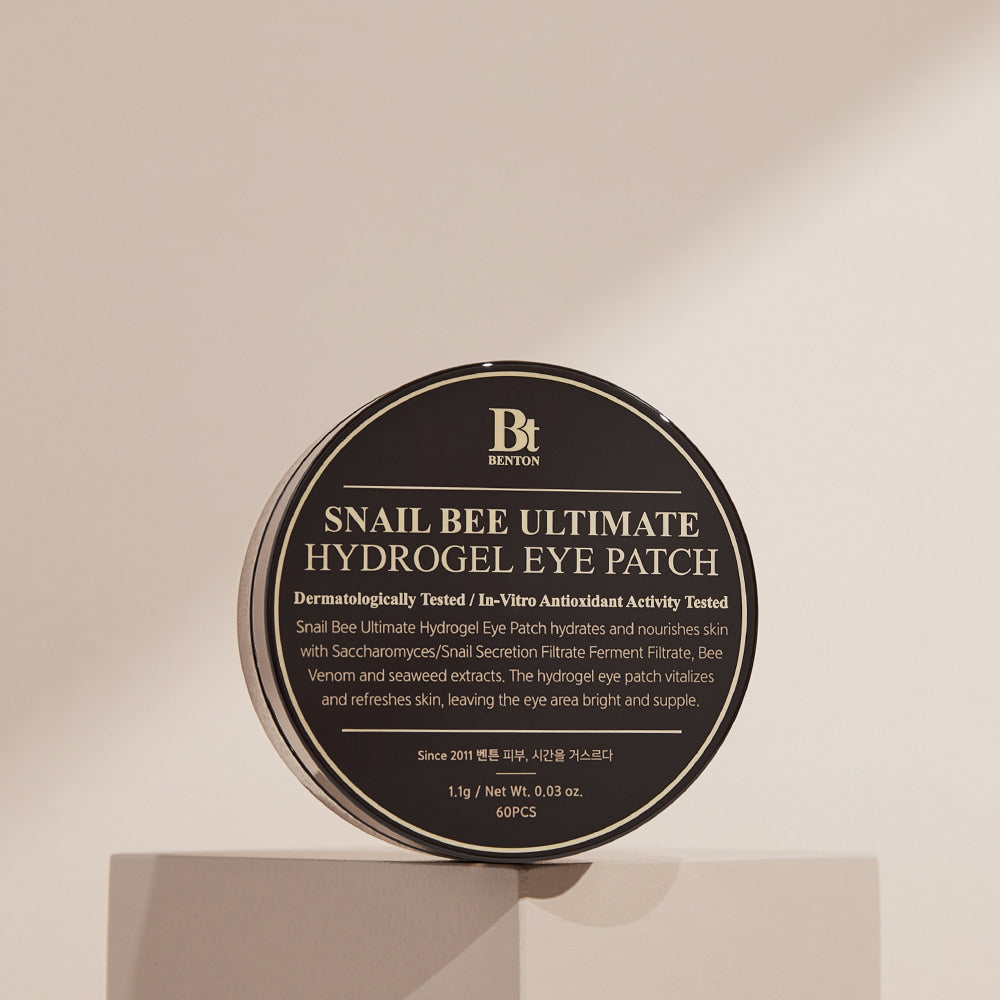 Bt
BENTON
SNAIL BEE ULTIMATE
HYDROGEL EYE PATCH
Dermatologically Tested / In-Vitro Antioxidant Activity Tested
Snail Bee Ultimate Hydrogel Eye Patch hydrates and nourishes skin
with Saccharomyces/Snail Secretion Filtrate Ferment Filtrate, Bee
Venom and seaweed extracts. The hydrogel eye patch vitalizes
and refreshes skin, leaving the eye area bright and supple.
Since 2011 벤튼 피부, 시간을 거스르다
1.1g / Net Wt. 0.03 oz.
60PCS